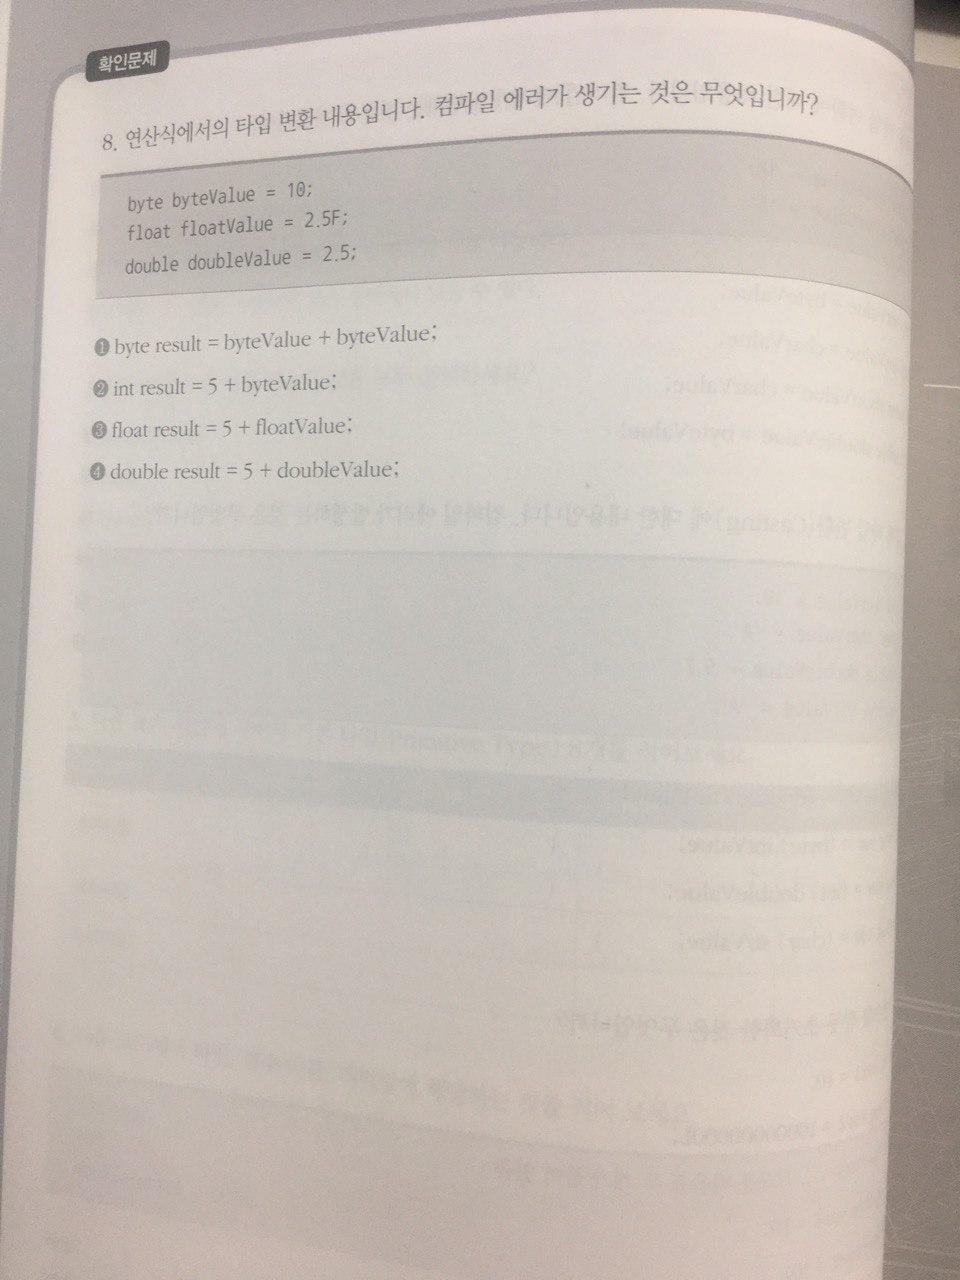 확인문제
8. 연산식에서의 타입 변환 내용입니다. 컴파일 에러가 생기는 것은 무엇입니까?
byte byteValue = 10;
float floatValue = 2.5F;
double doubleValue = 2.5;
❶ byte result = byteValue + byteValue;
❷ int result = 5 + byteValue;
❸ float result = 5 + floatValue;
❹ double result = 5 + doubleValue;